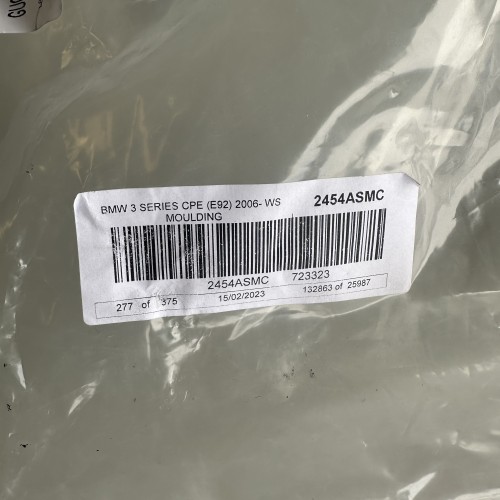 GUC
BMW 3 SERIES CPE (E92) 2006- WS 2454ASMC
MOULDING
2454ASMC 723323
277 of 375 15/02/2023 132863 of 25987